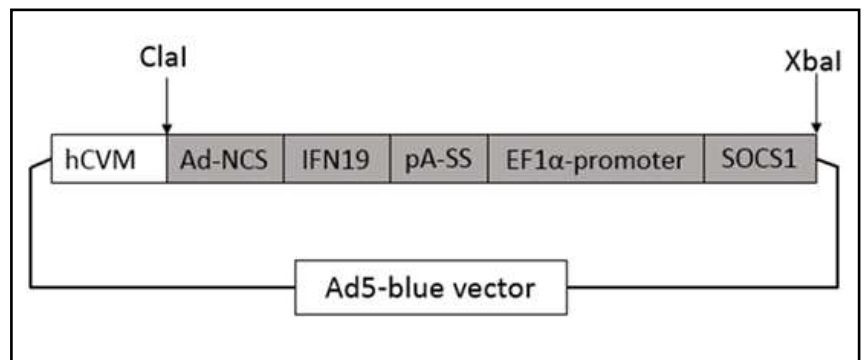 ClaI
XbaI
hCVM Ad-NCS IFN19 pA-SS EF1α-promoter SOCS1
Ad5-blue vector